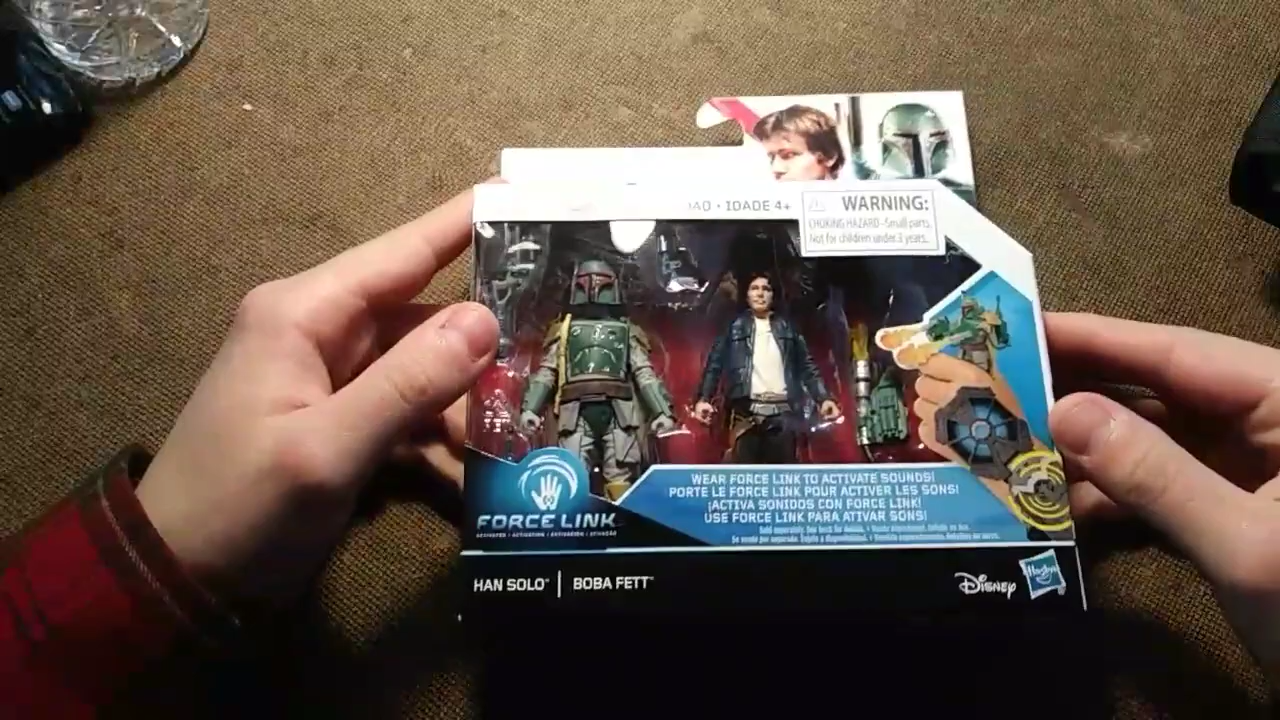 IDADE 4+
WARNING:
CHOKING HAZARD-Small parts.
Not for children under 3 years.
WEAR FORCE LINK TO ACTIVATE SOUNDS!
PORTE LE FORCE LINK POUR ACTIVER LES SONS!
¡ACTIVA SONIDOS CON FORCE LINK!
USE FORCE LINK PARA ATIVAR SONS!
FORCE LINK
HAN SOLO™ | BOBA FETT™
Disney
Hasbro